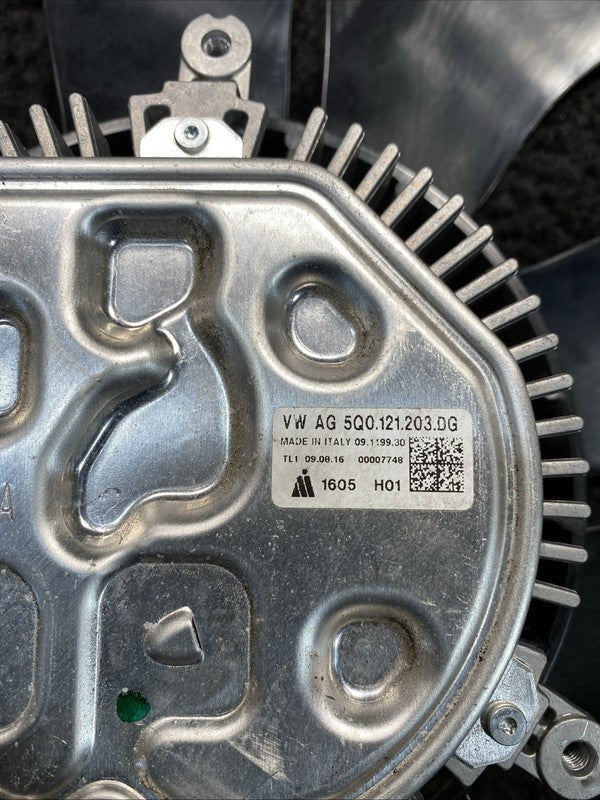 VW AG 5Q0.121.203.DG
MADE IN ITALY 09.1199.30
TL1 09.08.16 00007748
1605 H01
A